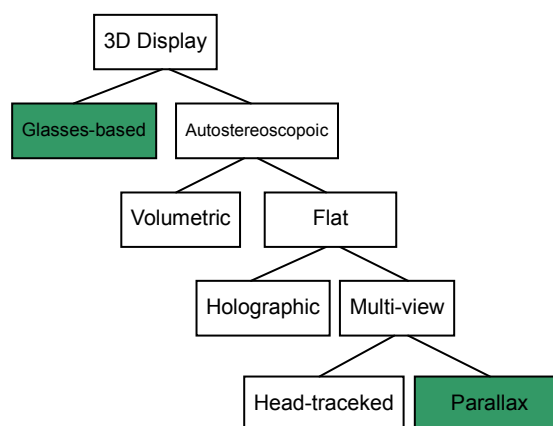 3D Display
Glasses-based
Autostereoscopoic
Volumetric
Flat
Holographic
Multi-view
Head-traceked
Parallax